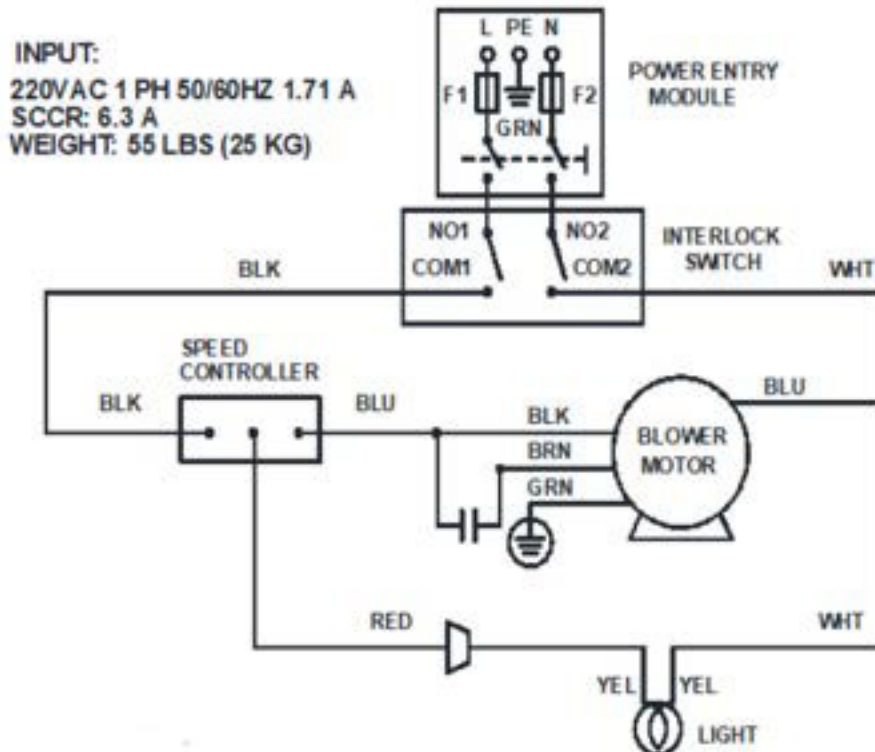 INPUT:
220VAC 1 PH 50/60HZ 1.71 A
SCCR: 6.3 A
WEIGHT: 55 LBS (25 KG)
L PE N
F1 F2
GRN
POWER ENTRY
MODULE
NO1 NO2
COM1 COM2
INTERLOCK
SWITCH
BLK
WHT
SPEED
CONTROLLER
BLK
BLU
BLK
BRN
GRN
BLOWER
MOTOR
BLU
RED
WHT
YEL YEL
LIGHT